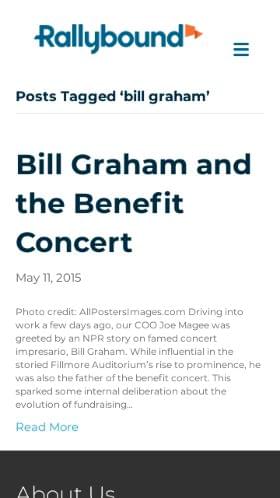 Rallybound
Posts Tagged ‘bill graham’
Bill Graham and
the Benefit
Concert
May 11, 2015
Photo credit: AllPostersImages.com Driving into
work a few days ago, our COO Joe Magee was
greeted by an NPR story on famed concert
impresario, Bill Graham. While influential in the
storied Fillmore Auditorium’s rise to prominence, he
was also the father of the benefit concert. This
sparked some internal deliberation about the
evolution of fundraising…
Read More
About Us